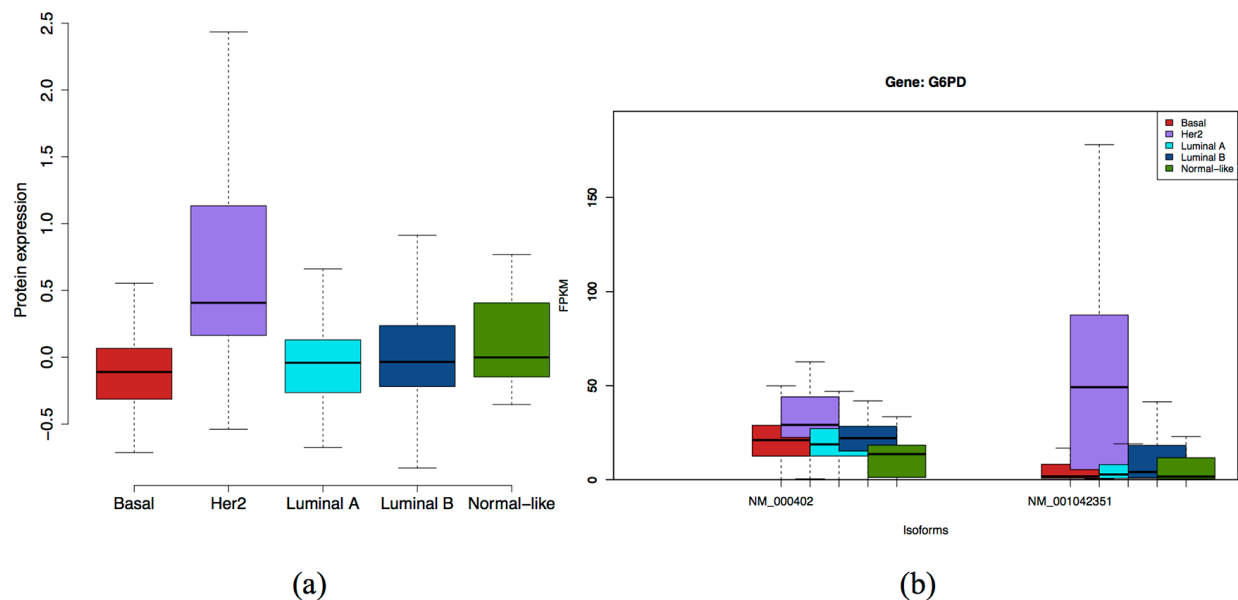 2.5
2.0
1.5
1.0
0.5
0.0
−0.5
Protein expression
Basal Her2 Luminal A Luminal B Normal−like
(a)
Gene: G6PD
Basal
Her2
Luminal A
Luminal B
Normal−like
150
100
50
0
FPKM
NM_000402 NM_001042351
Isoforms
(b)